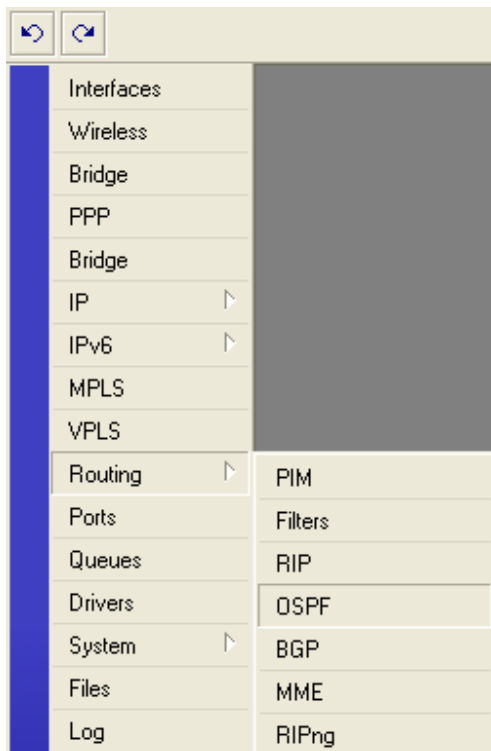 Interfaces
Wireless
Bridge
PPP
Bridge
IP
IPv6
MPLS
VPLS
Routing
Ports
Queues
Drivers
System
Files
Log
PIM
Filters
RIP
OSPF
BGP
MME
RIPng